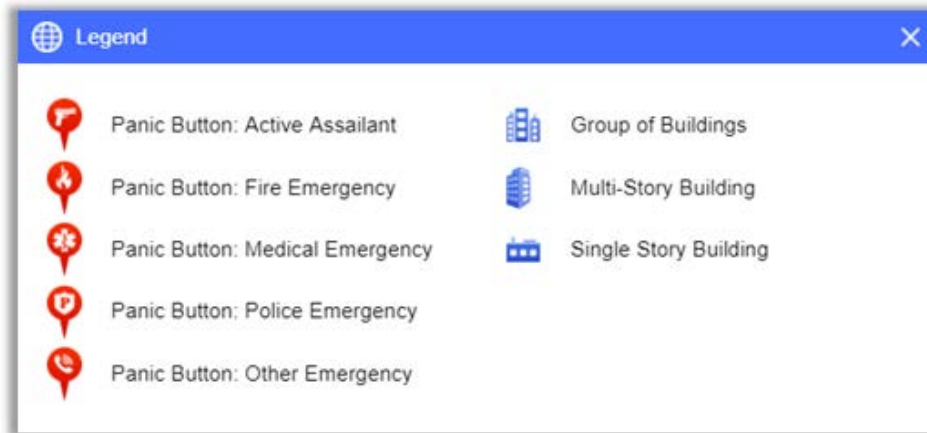 Legend
Panic Button: Active Assailant
Panic Button: Fire Emergency
Panic Button: Medical Emergency
P
Panic Button: Police Emergency
Panic Button: Other Emergency
Group of Buildings
Multi-Story Building
Single Story Building